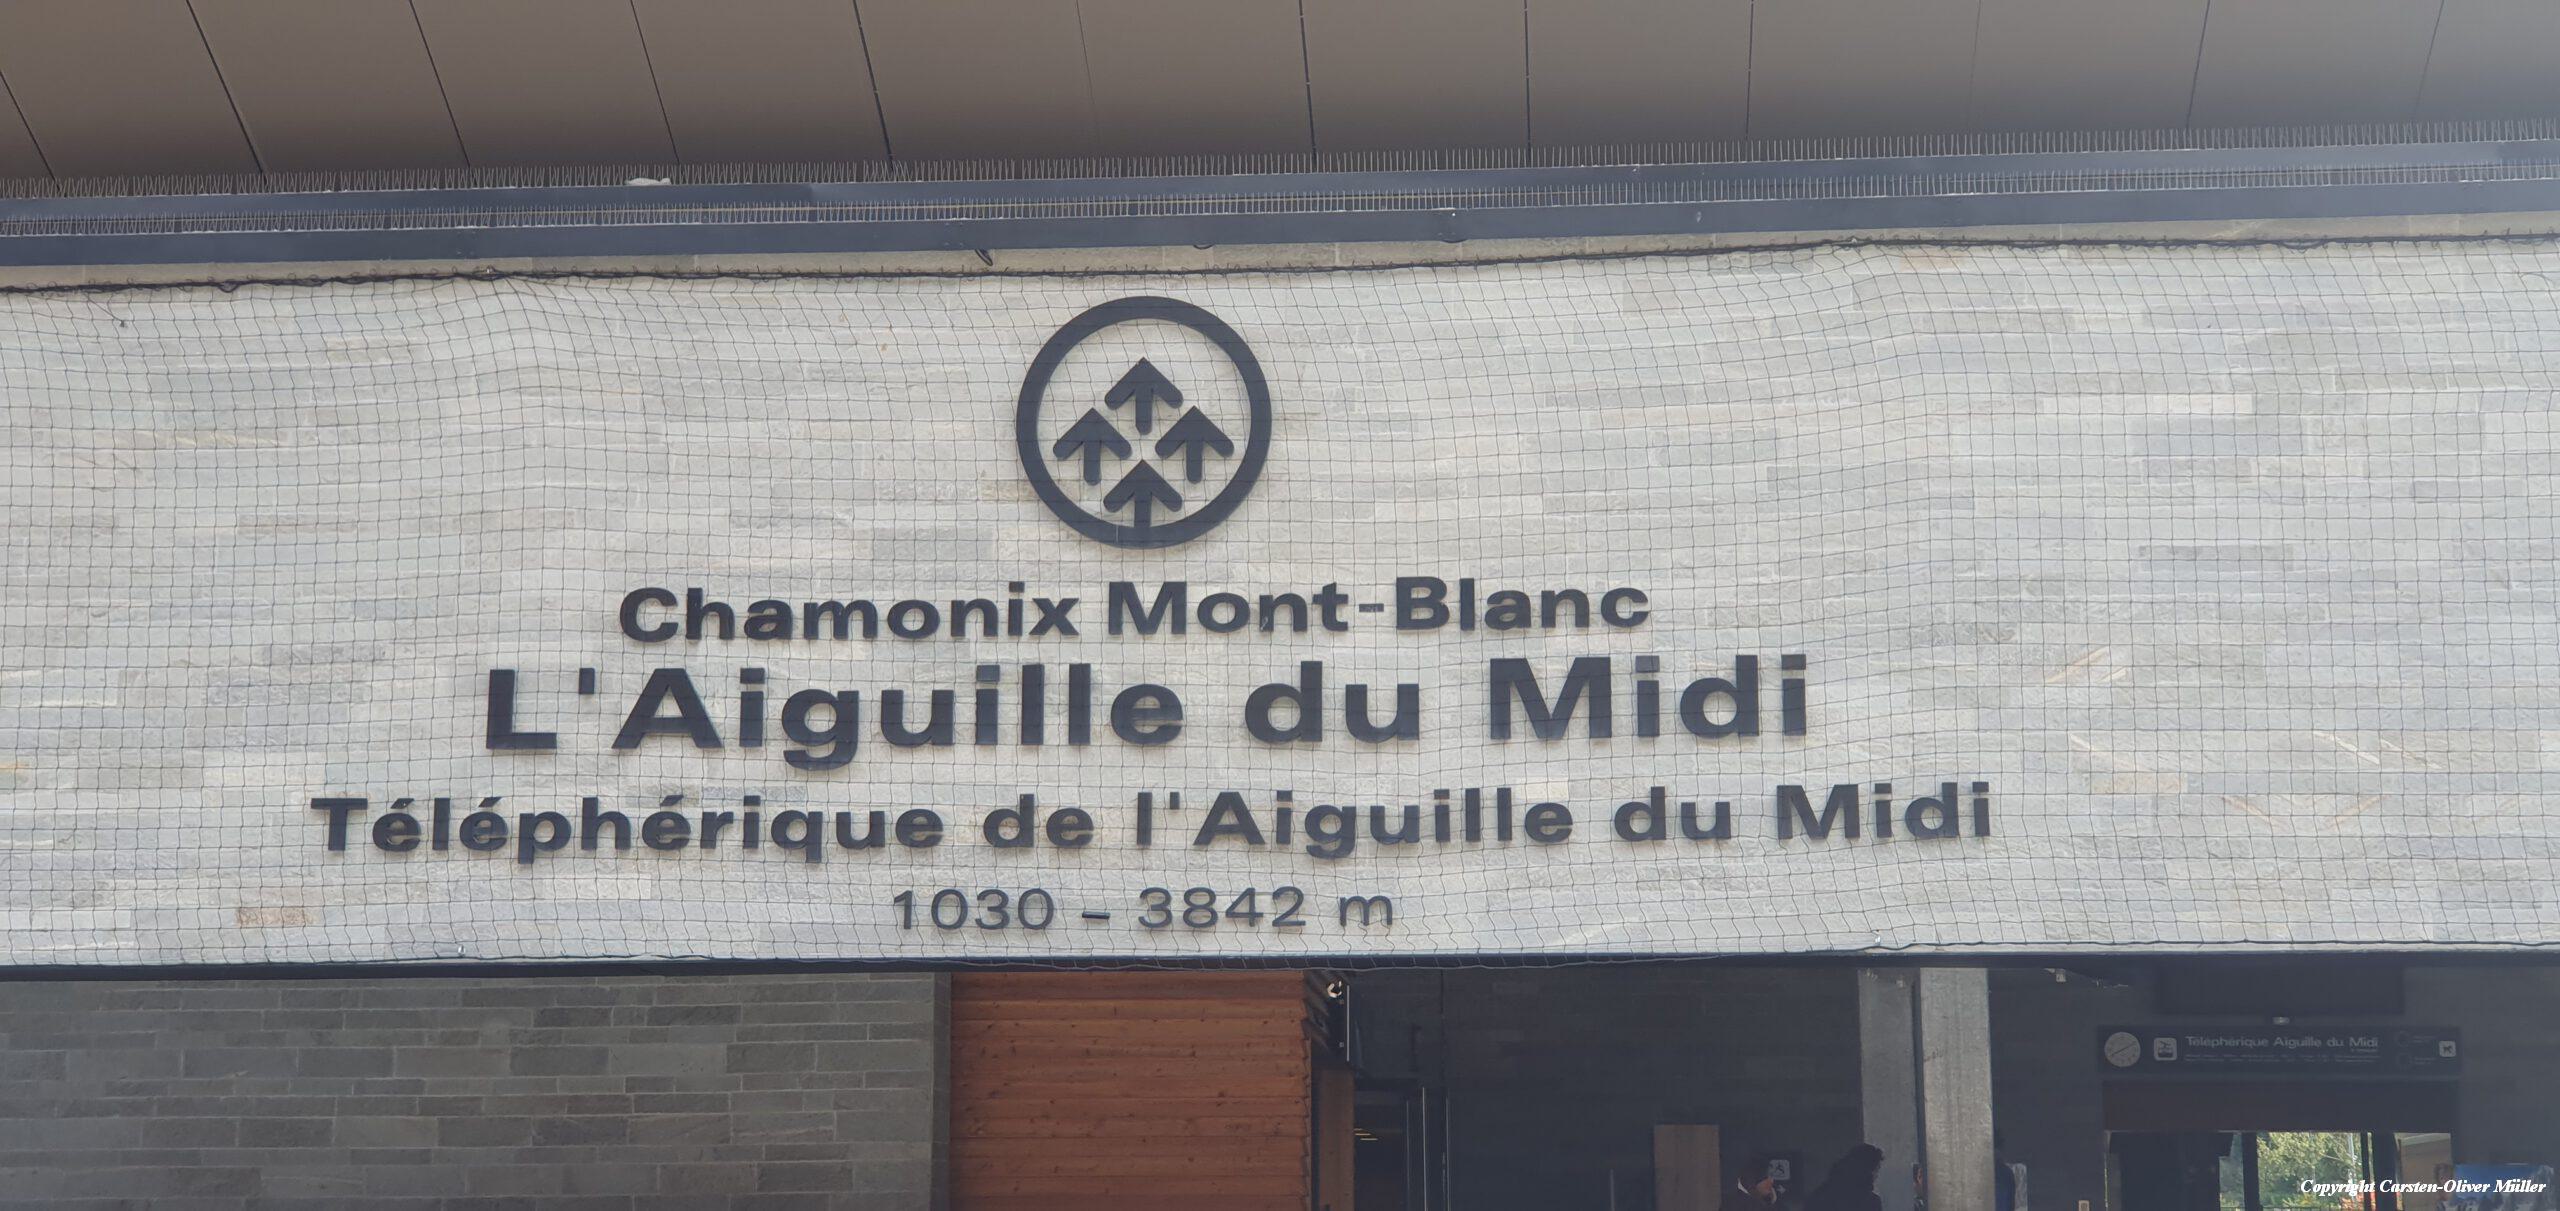 Chamonix Mont-Blanc
L'Aiguille du Midi
Téléphérique de l'Aiguille du Midi
1030 - 3842 m
Téléphérique Aiguille du Midi
Copyright Carsten-Oliver Müller